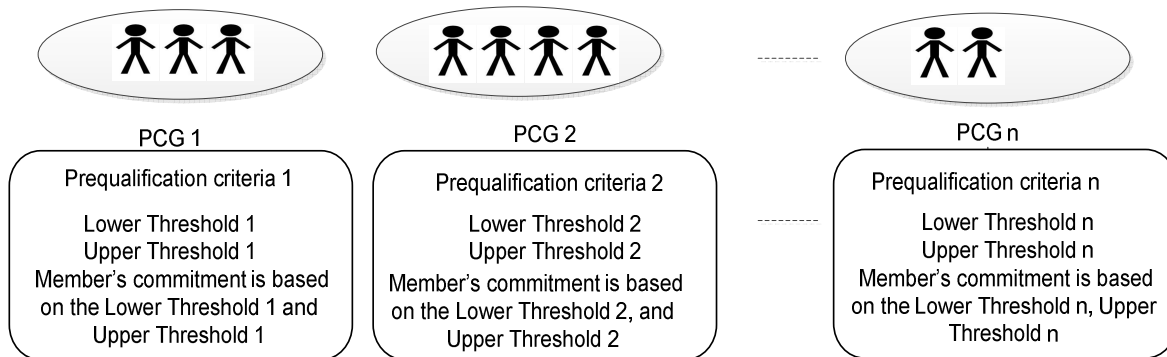 PCG 1
Prequalification criteria 1
Lower Threshold 1
Upper Threshold 1
Member's commitment is based
on the Lower Threshold 1 and
Upper Threshold 1
PCG 2
Prequalification criteria 2
Lower Threshold 2
Upper Threshold 2
Member's commitment is based
on the Lower Threshold 2, and
Upper Threshold 2
PCG n
Prequalification criteria n
Lower Threshold n
Upper Threshold n
Member's commitment is based
on the Lower Threshold n, Upper
Threshold n